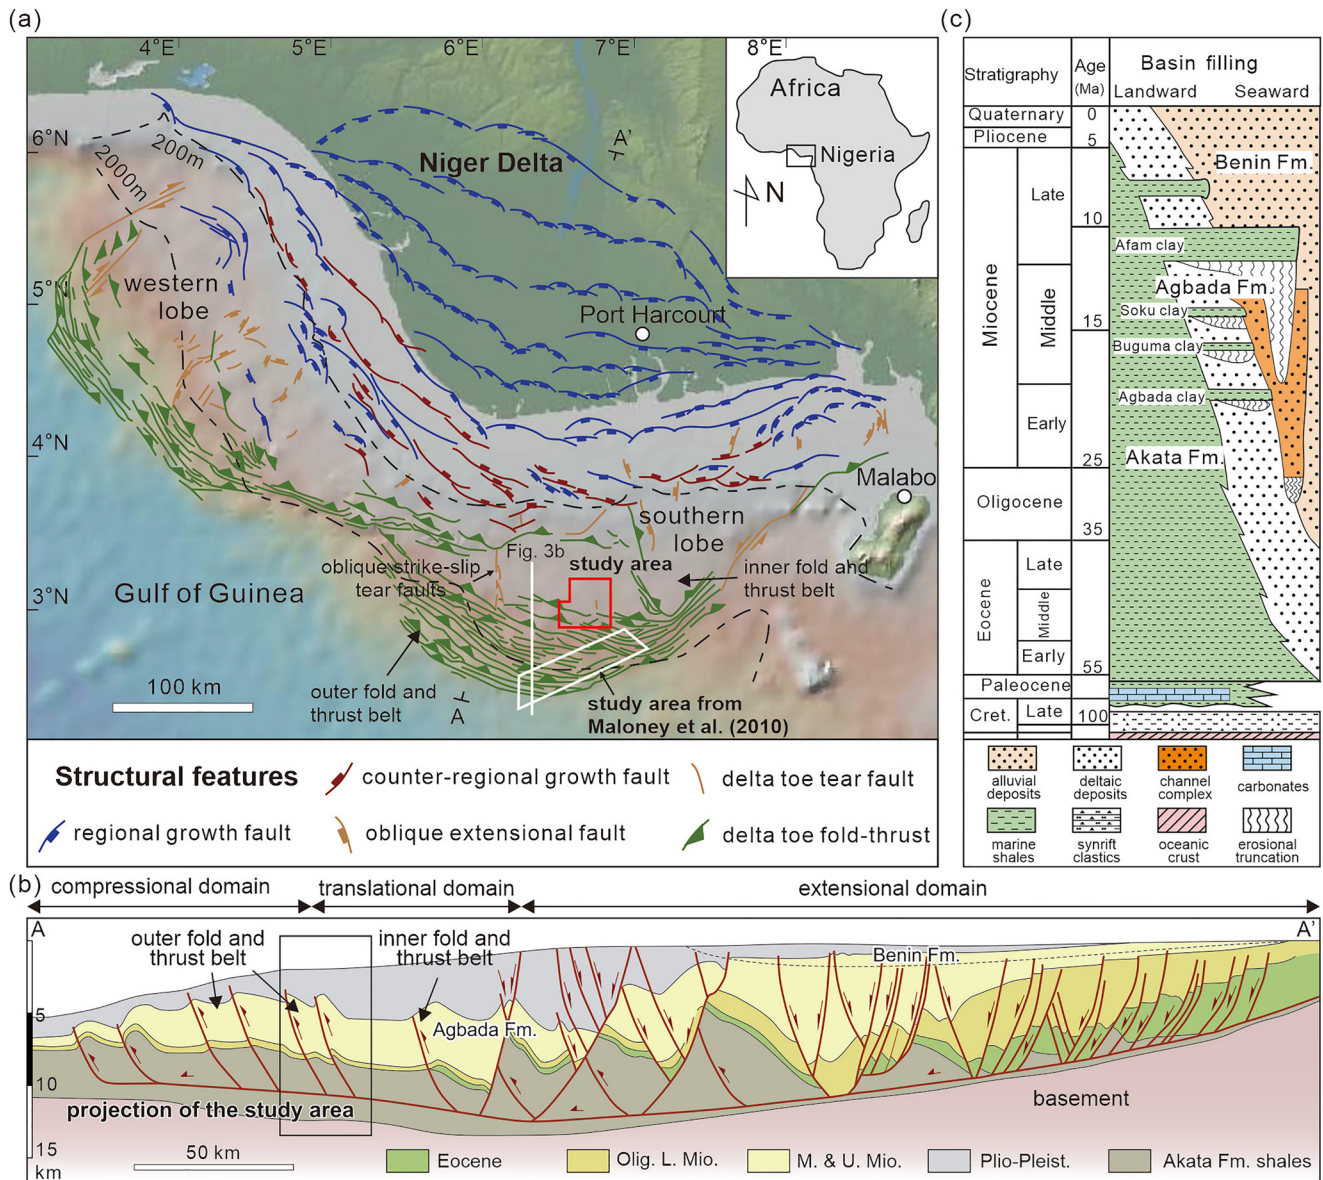 (a)
4°E
5°E
6°E
7°E
8°E
6°N
5°N
4°N
3°N
200m
2000m
Niger Delta
A'
Africa
Nigeria
N
western
lobe
Port Harcourt
Malabo
southern
lobe
Fig. 3b
study area
oblique strike-slip
tear faults
inner fold and
thrust belt
Gulf of Guinea
outer fold and
thrust belt
A
study area from
Maloney et al. (2010)
100 km
Structural features
counter-regional growth fault
delta toe tear fault
regional growth fault
oblique extensional fault
delta toe fold-thrust
(c)
Stratigraphy
Age
(Ma)
Basin filling
Landward
Seaward
Quaternary
0
Pliocene
5
Benin Fm.
Miocene
Late
10
Afam clay
Agbada Fm.
Middle
Soku clay
15
Buguma clay
Agbada clay
Early
Akata Fm.
25
Oligocene
35
Eocene
Late
Middle
Early
55
Paleocene
Cret.
Late
100
alluvial
deposits
deltaic
deposits
channel
complex
carbonates
marine
shales
synrift
clastics
oceanic
crust
erosional
truncation
(b)
compressional domain
translational domain
extensional domain
A
A'
outer fold and
thrust belt
inner fold and
thrust belt
Benin Fm.
Agbada Fm.
5
10
15
km
projection of the study area
basement
50 km
Eocene
Olig. L. Mio.
M. & U. Mio.
Plio-Pleist.
Akata Fm. shales